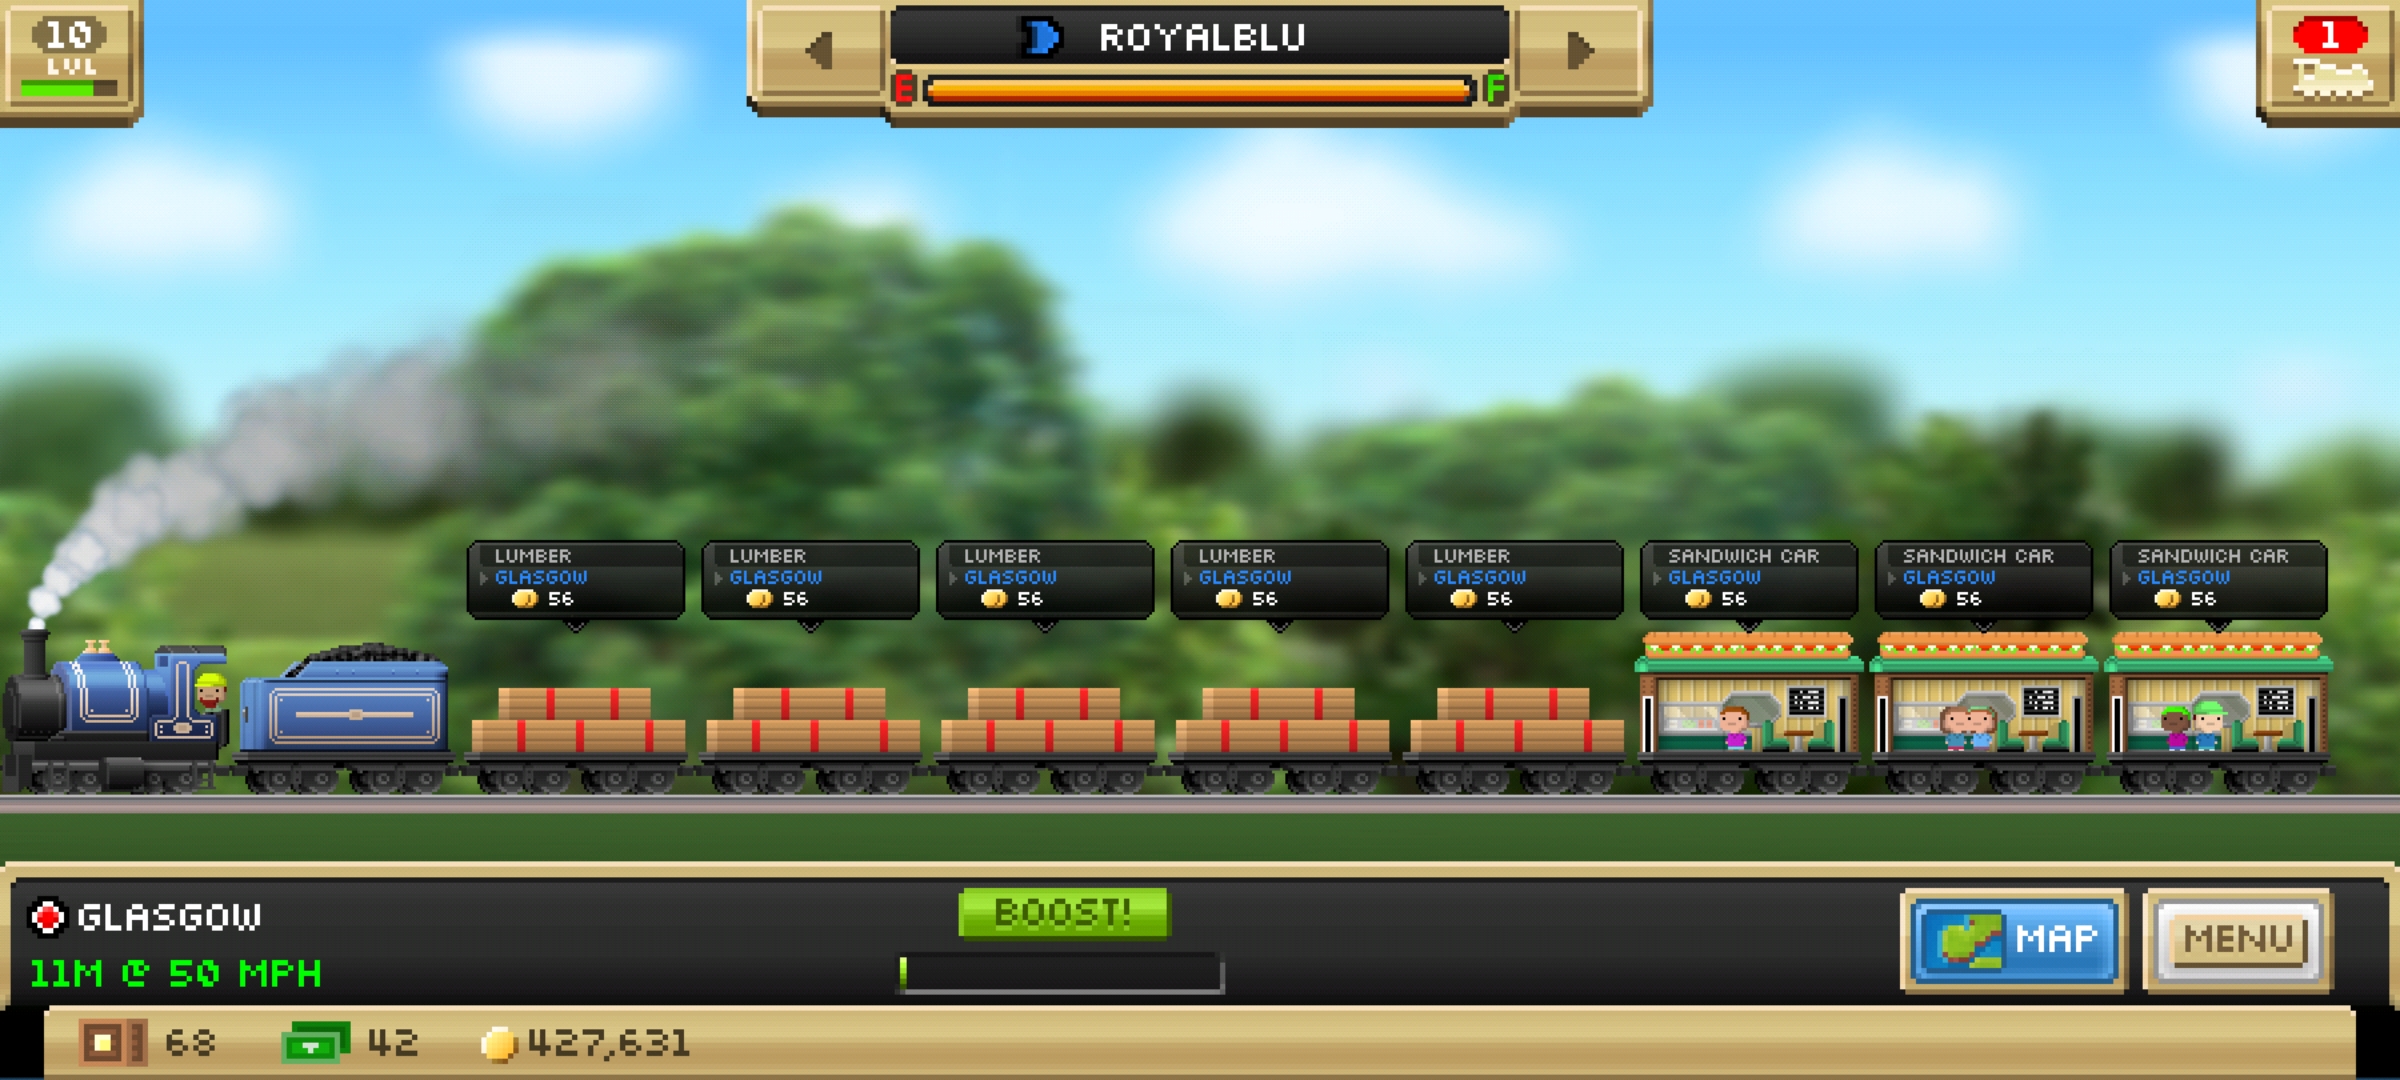 10
LVL
ROYALBLU
E F
1
LUMBER
GLASGOW
56
LUMBER
GLASGOW
56
LUMBER
GLASGOW
56
LUMBER
GLASGOW
56
LUMBER
GLASGOW
56
SANDWICH CAR
GLASGOW
56
SANDWICH CAR
GLASGOW
56
SANDWICH CAR
GLASGOW
56
GLASGOW
11M @ 50 MPH
BOOST!
MAP
MENU
68 42 427,631